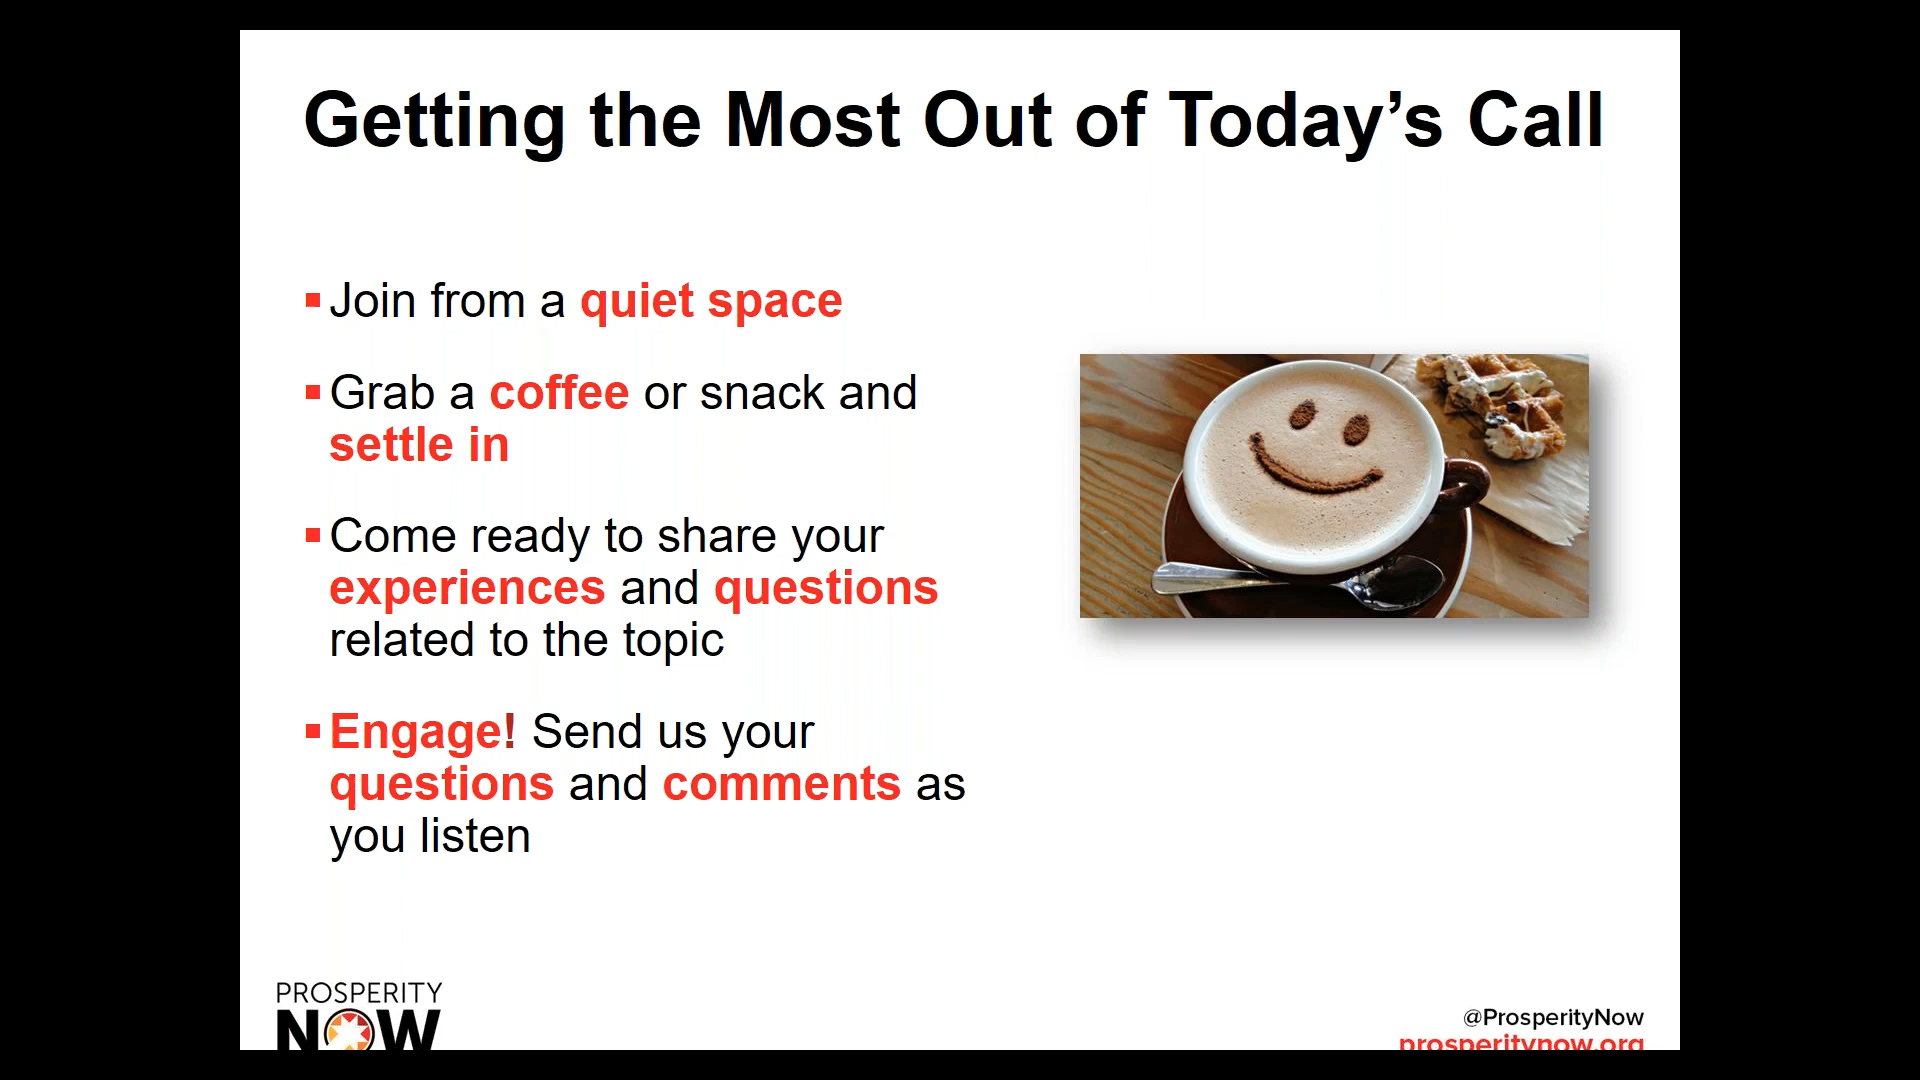 Getting the Most Out of Today’s Call
Join from a quiet space
Grab a coffee or snack and
settle in
Come ready to share your
experiences and questions
related to the topic
Engage! Send us your
questions and comments as
you listen
PROSPERITY
NOW
@ProsperityNow
prosperitynow.org